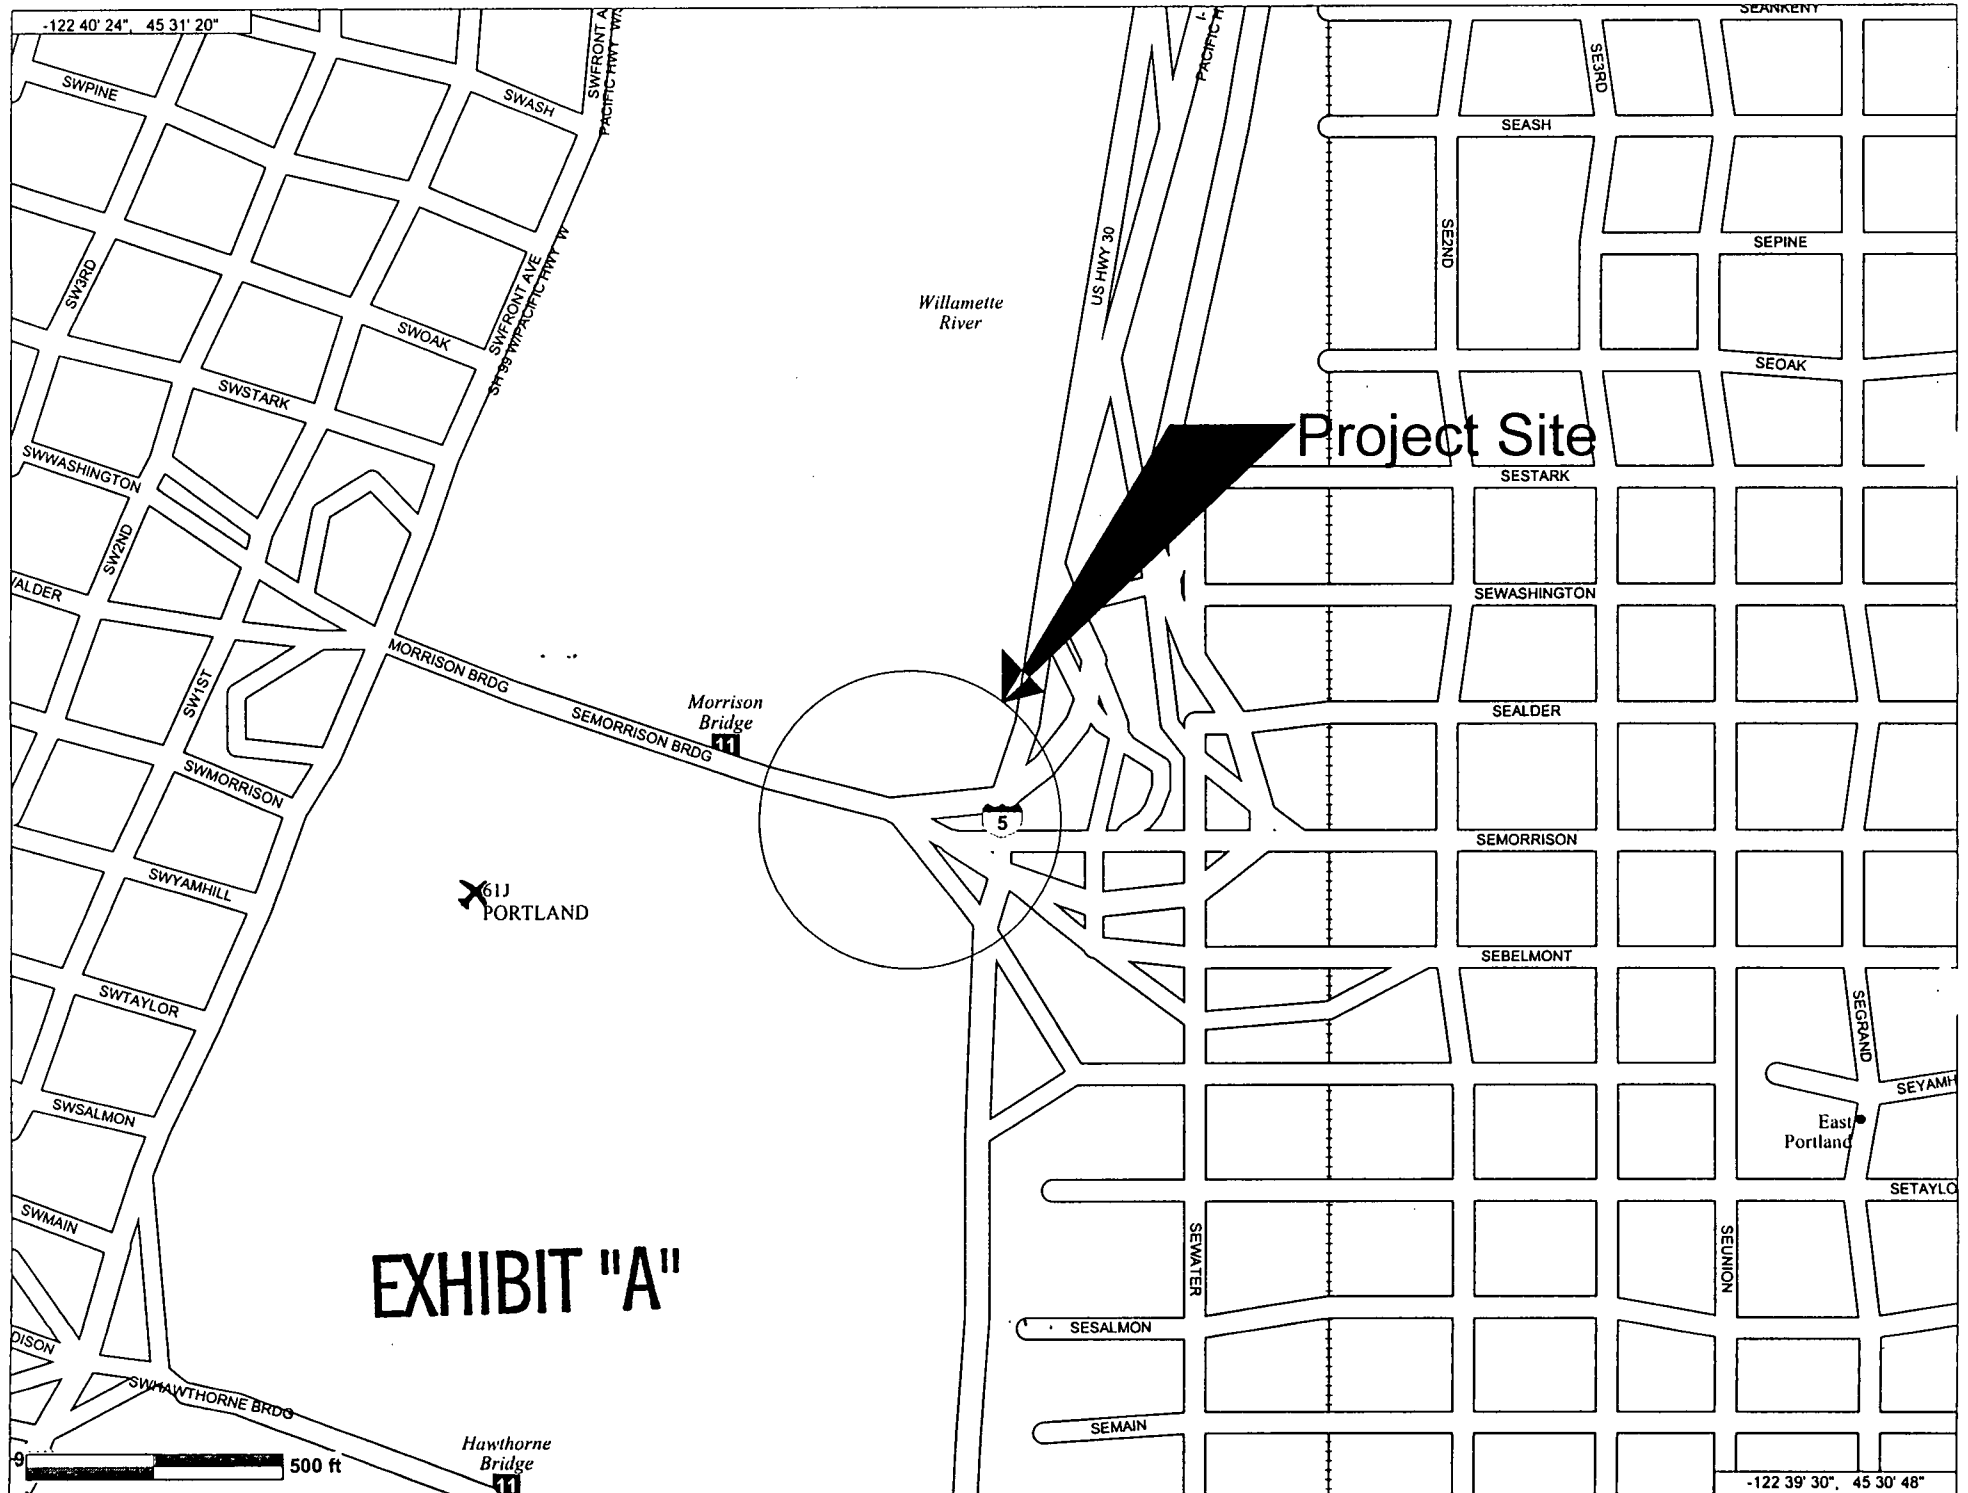 -122 40' 24", 45 31' 20"
SEANKENY
SWPINE
SWASH
SWFRONT A
PACIFIC HWY W/S
I-
PACIFIC H
SE3RD
SEASH
SW3RD
SWFRONT AVE
SH 99 W/PACIFIC HWY W
SWOAK
Willamette
River
US HWY 30
SE2ND
SEPINE
SEOAK
SWSTARK
Project Site
SWWASHINGTON
SESTARK
SW2ND
/ALDER
SEWASHINGTON
MORRISON BRDG
SW1ST
Morrison
Bridge
11
SEMORRISON BRDG
SEALDER
SWMORRISON
5
SEMORRISON
SWYAMHILL
61J
PORTLAND
SEBELMONT
SWTAYLOR
SEGRAND
SWSALMON
SEYAMH
East
Portland
SETAYLO
SWMAIN
SEWATER
SEUNION
EXHIBIT "A"
DISON
SESALMON
SWHAWTHORNE BRDG
SEMAIN
Hawthorne
Bridge
11
9
500 ft
-122 39' 30", 45 30' 48"